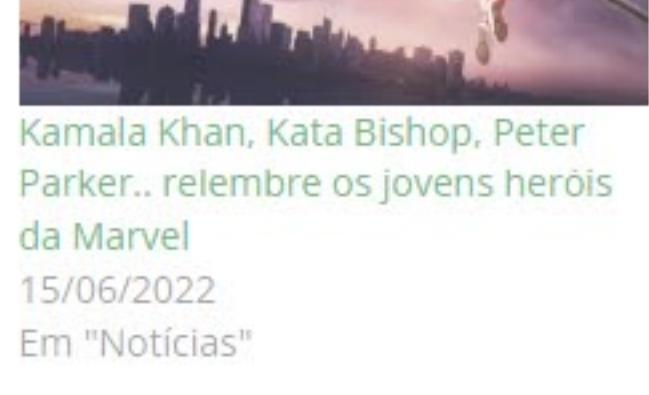 Kamala Khan, Kata Bishop, Peter
Parker.. relembre os jovens heróis
da Marvel
15/06/2022
Em "Notícias"